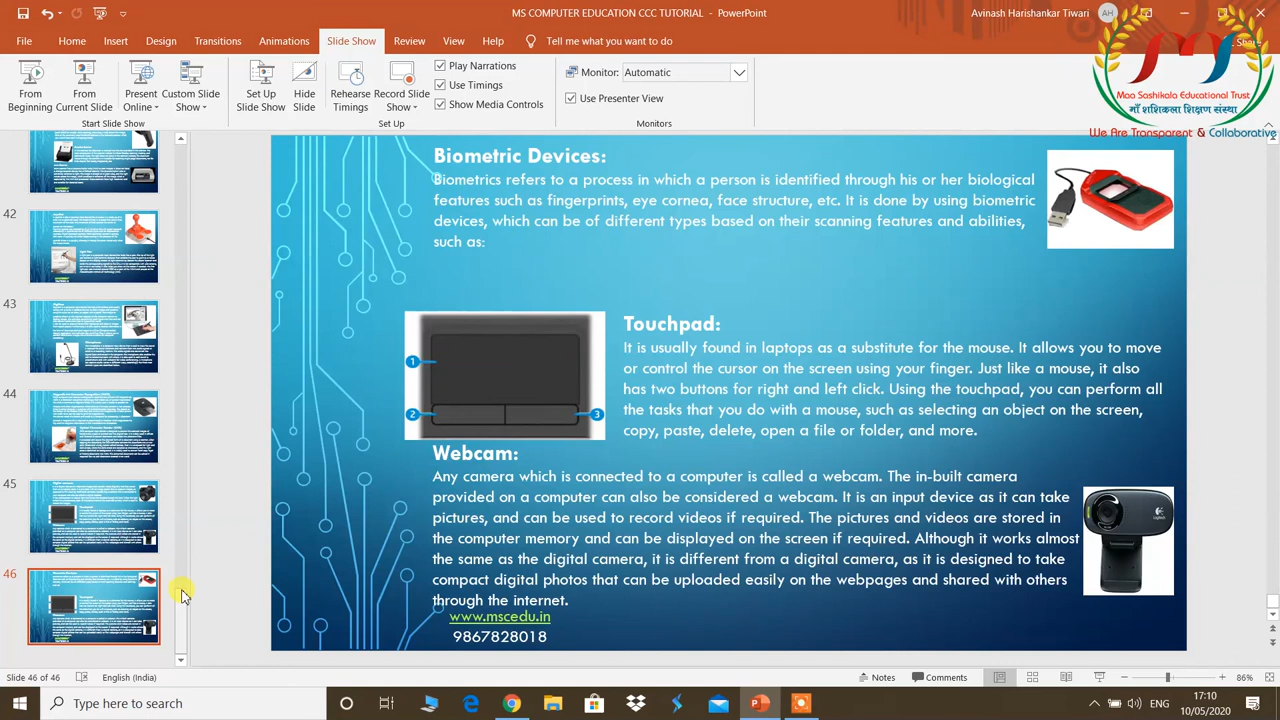 MS COMPUTER EDUCATION CCC TUTORIAL - PowerPoint
Avinash Harishankar Tiwari
AH
File Home Insert Design Transitions Animations Slide Show Review View Help Tell me what you want to do
From Beginning
From Current Slide
Present Online
Custom Slide Show
Set Up Slide Show
Hide Slide
Rehearse Timings
Record Slide Show
Play Narrations
Use Timings
Show Media Controls
Monitor: Automatic
Use Presenter View
Start Slide Show
Set Up
Monitors
Maa Sashikala Educational Trust
माँ शशिकला शिक्षण संस्था
We Are Transparent & Collaborative
42
43
44
45
46
Biometric Devices:
Biometrics refers to a process in which a person is identified through his or her biological
features such as fingerprints, eye cornea, face structure, etc. It is done by using biometric
devices, which can be of different types based on their scanning features and abilities,
such as:
1
2
3
Touchpad:
It is usually found in laptops as a substitute for the mouse. It allows you to move
or control the cursor on the screen using your finger. Just like a mouse, it also
has two buttons for right and left click. Using the touchpad, you can perform all
the tasks that you do with a mouse, such as selecting an object on the screen,
copy, paste, delete, open a file or folder, and more.
Webcam:
Any camera which is connected to a computer is called a webcam. The in-built camera
provided on a computer can also be considered a webcam. It is an input device as it can take
pictures, and can be used to record videos if required. The pictures and videos are stored in
the computer memory and can be displayed on the screen if required. Although it works almost
the same as the digital camera, it is different from a digital camera, as it is designed to take
compact digital photos that can be uploaded easily on the webpages and shared with others
through the internet.
www.mscedu.in
9867828018
Slide 46 of 46
English (India)
Notes
Comments
86%
Type here to search
ENG
17:10
10/05/2020